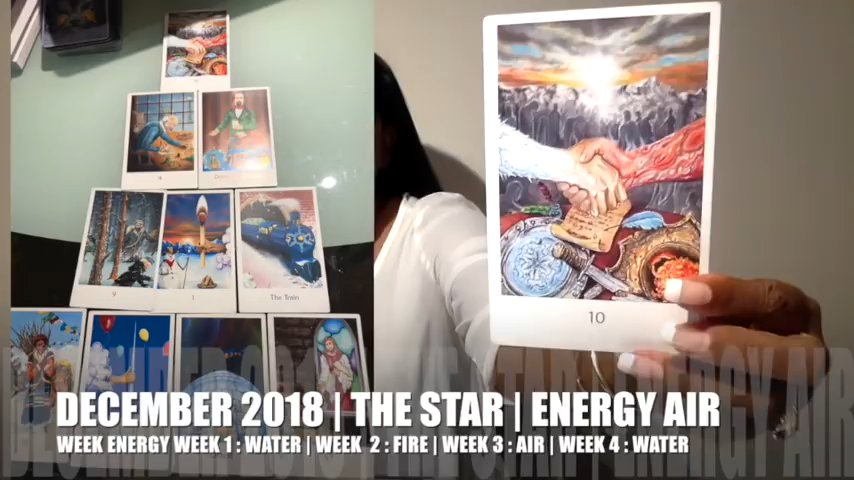 4
9
1
The Train
10
DECEMBER 2018 | THE STAR | ENERGY AIR
WEEK ENERGY WEEK 1 : WATER | WEEK 2 : FIRE | WEEK 3 : AIR | WEEK 4 : WATER